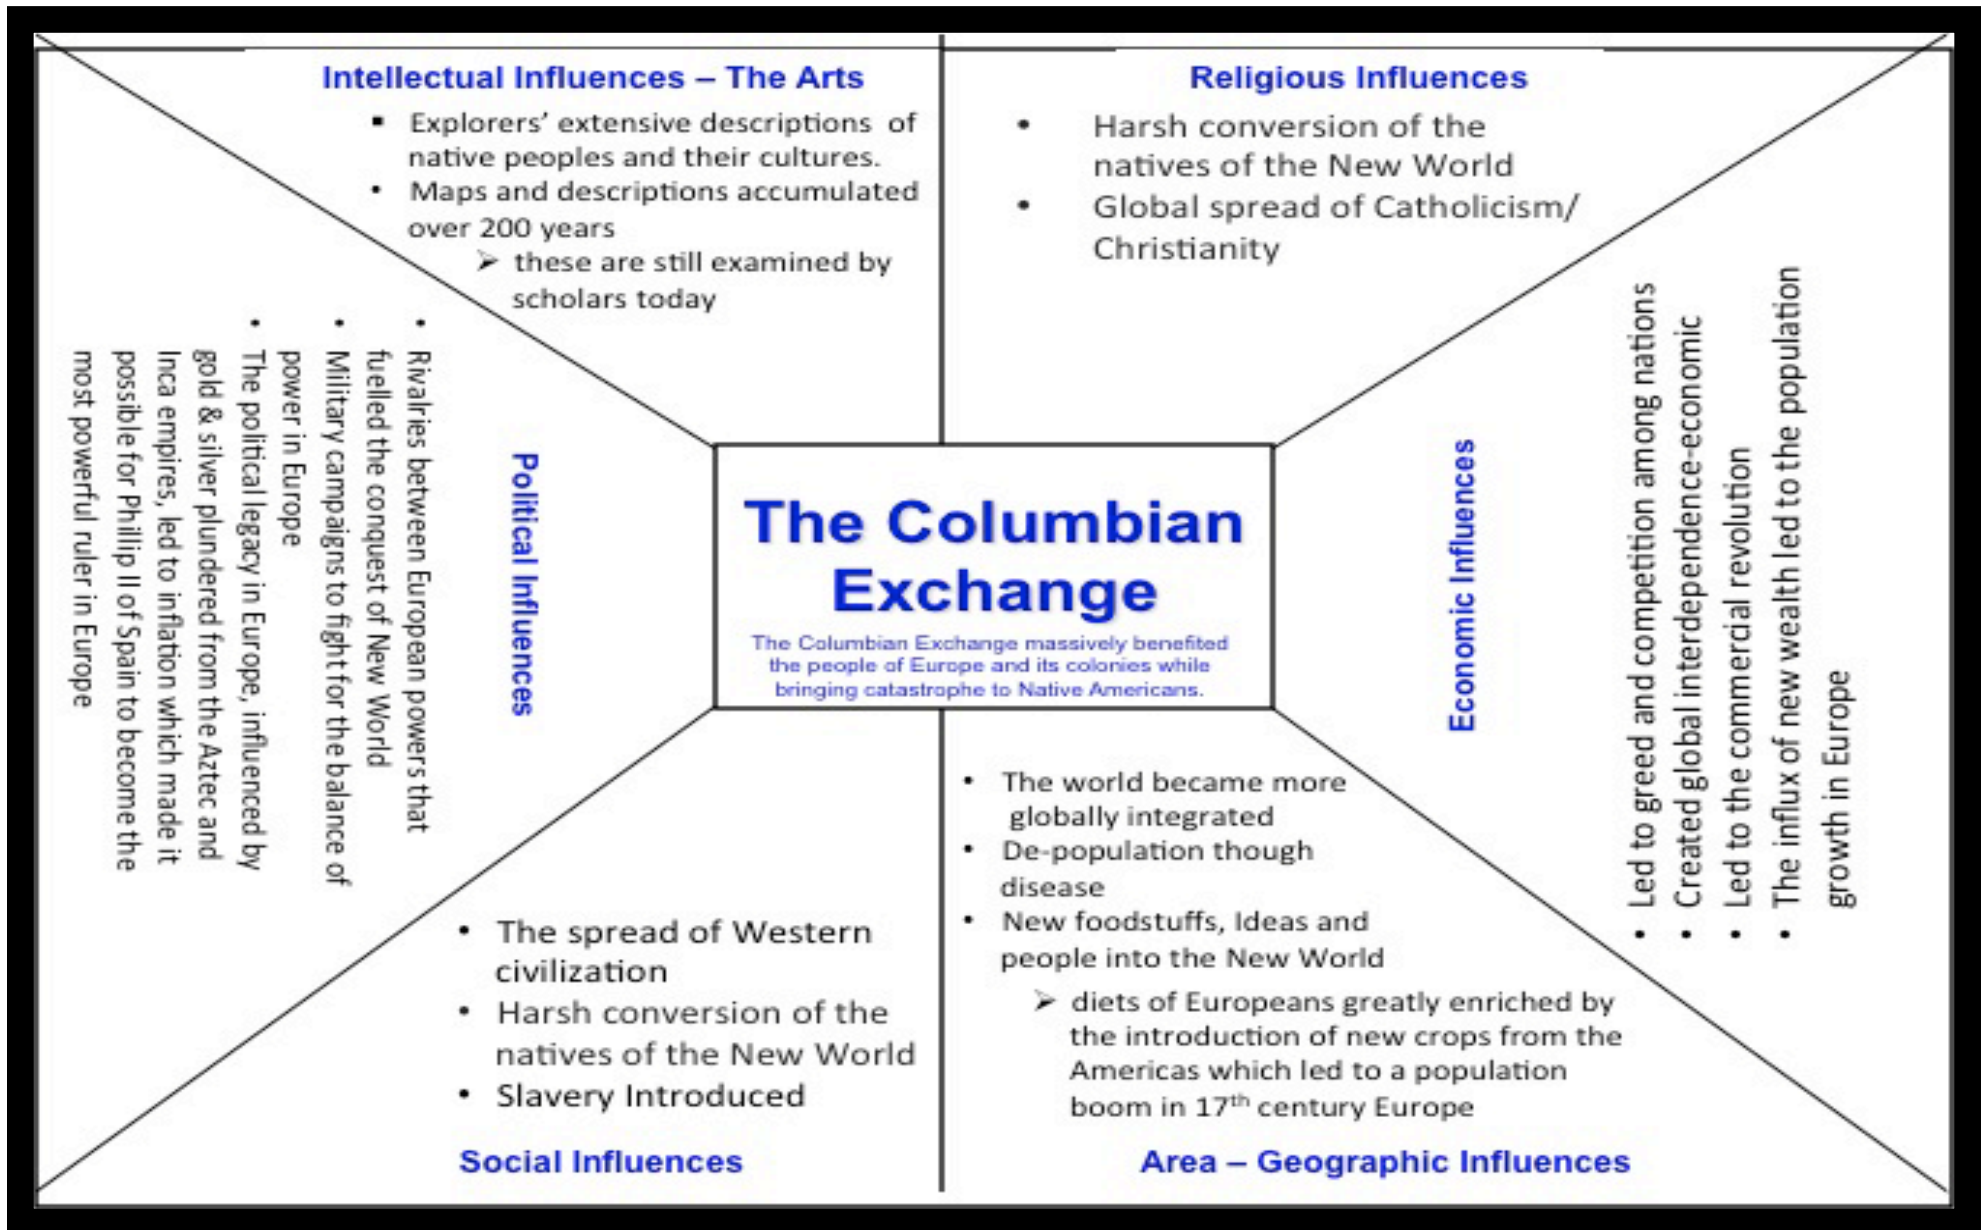 Intellectual Influences – The Arts
▪ Explorers’ extensive descriptions of
native peoples and their cultures.
• Maps and descriptions accumulated
over 200 years
➢ these are still examined by
scholars today
Religious Influences
• Harsh conversion of the
natives of the New World
• Global spread of Catholicism/
Christianity
Political Influences
• Rivalries between European powers that
fuelled the conquest of New World
• Military campaigns to fight for the balance of
power in Europe
• The political legacy in Europe, influenced by
gold & silver plundered from the Aztec and
Inca empires, led to inflation which made it
possible for Phillip II of Spain to become the
most powerful ruler in Europe
The Columbian
Exchange
The Columbian Exchange massively benefited
the people of Europe and its colonies while
bringing catastrophe to Native Americans.
Economic Influences
• Led to greed and competition among nations
• Created global interdependence-economic
• Led to the commercial revolution
• The influx of new wealth led to the population
growth in Europe
• The spread of Western
civilization
• Harsh conversion of the
natives of the New World
• Slavery Introduced
Social Influences
• The world became more
globally integrated
• De-population though
disease
• New foodstuffs, Ideas and
people into the New World
➢ diets of Europeans greatly enriched by
the introduction of new crops from the
Americas which led to a population
boom in 17th century Europe
Area – Geographic Influences